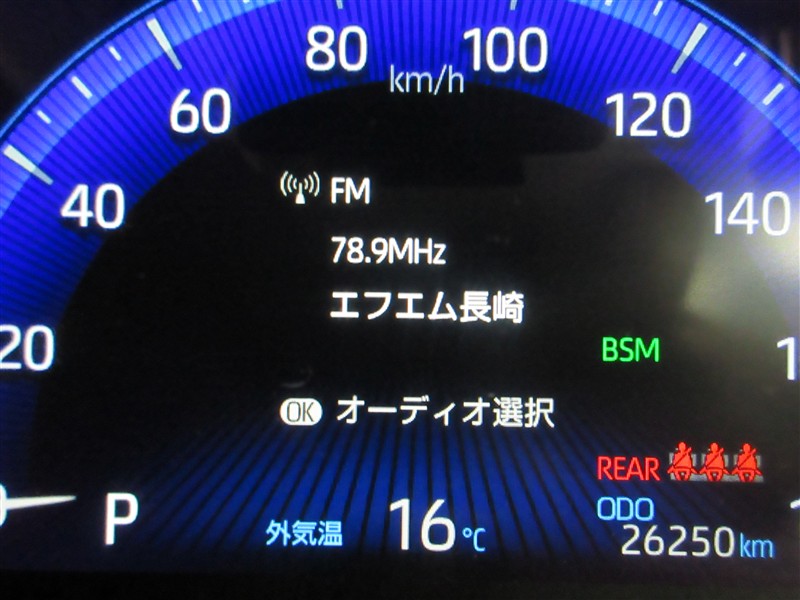 80
100
km/h
60
120
40
140
20
FM
78.9MHz
エフエム長崎
BSM
OK オーディオ選択
REAR
P
外気温 16℃
ODO
26250km